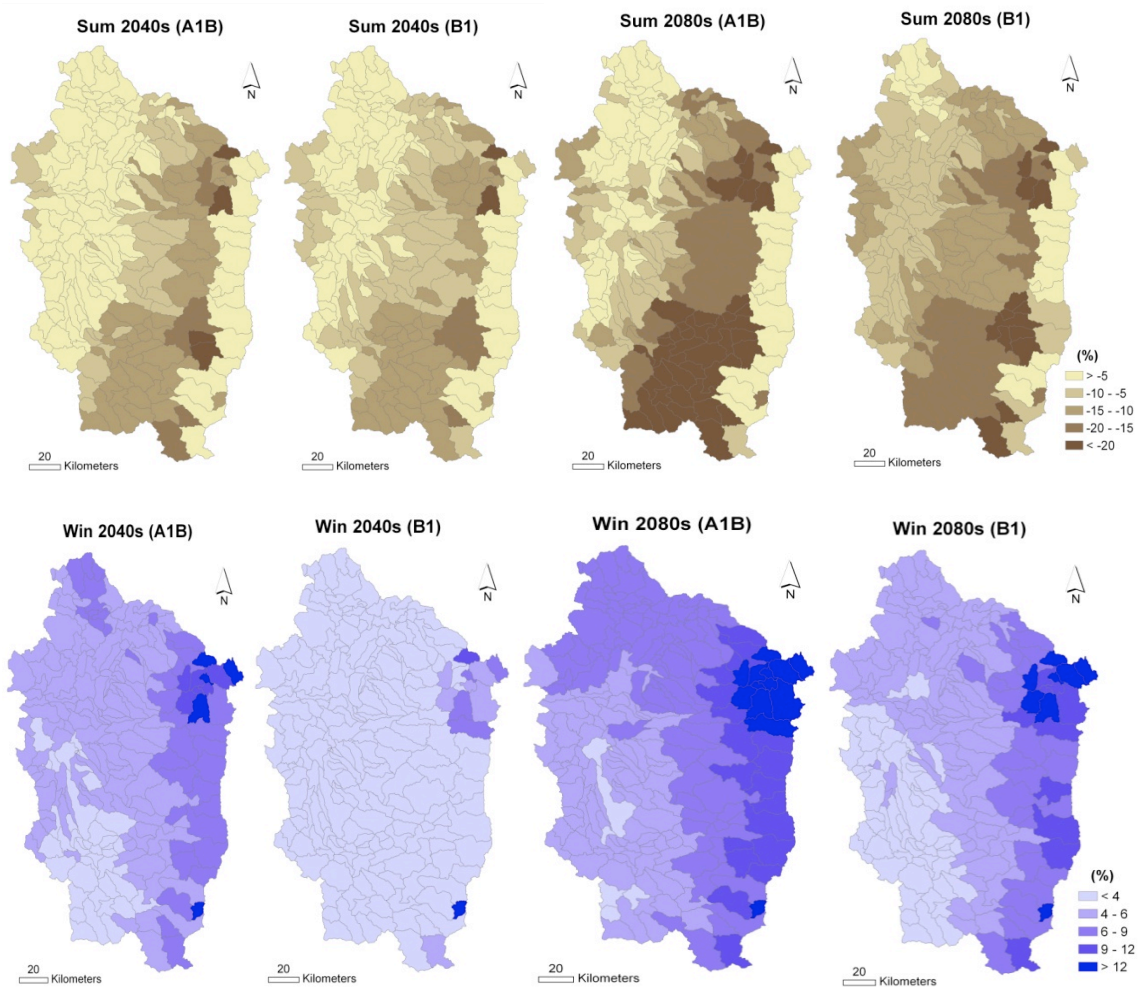 Sum 2040s (A1B)
Sum 2040s (B1)
Sum 2080s (A1B)
Sum 2080s (B1)
N
N
N
N
(%)
> -5
-10 - -5
-15 - -10
-20 - -15
< -20
20
Kilometers
20
Kilometers
20
Kilometers
20
Kilometers
Win 2040s (A1B)
Win 2040s (B1)
Win 2080s (A1B)
Win 2080s (B1)
N
N
N
N
(%)
< 4
4 - 6
6 - 9
9 - 12
> 12
20
Kilometers
20
Kilometers
20
Kilometers
20
Kilometers